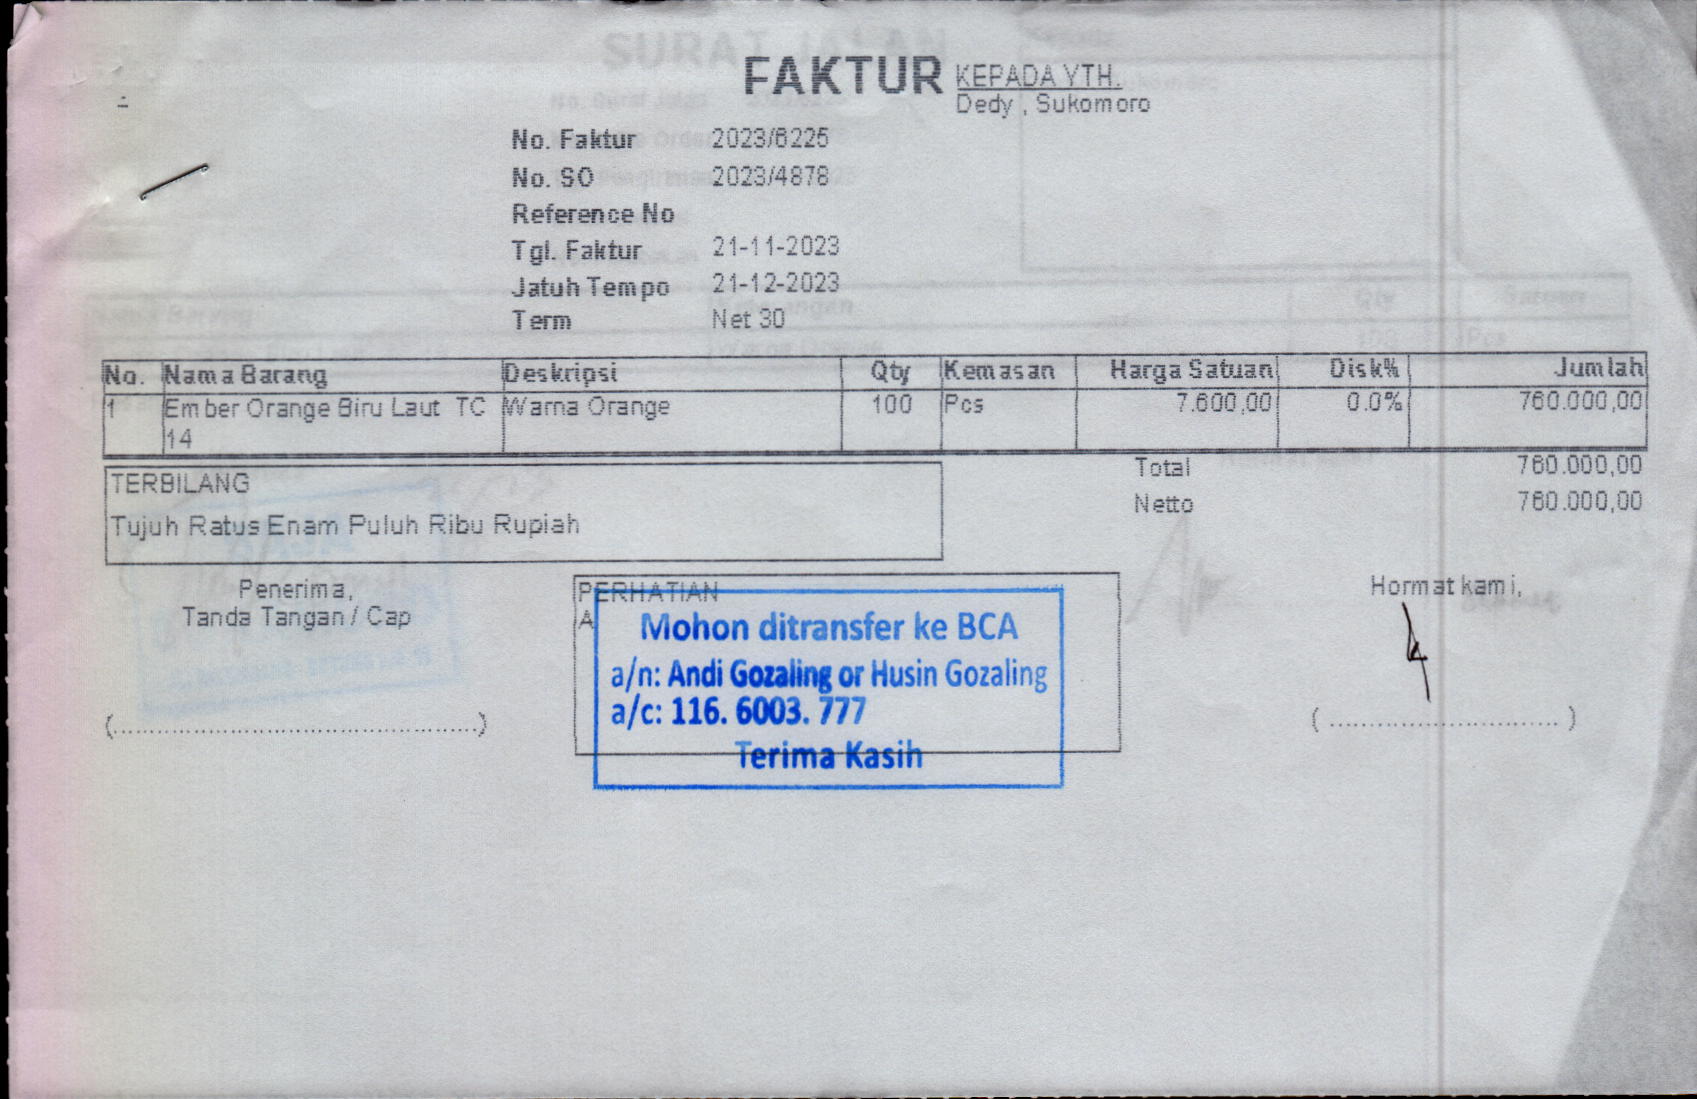 FAKTUR
KEPADA YTH.
Dedy , Sukomoro
No. Faktur 2023/6225
No. SO 2023/4878
Reference No
Tgl. Faktur 21-11-2023
Jatuh Tempo 21-12-2023
Term Net 30
No. Nama Barang Deskripsi Qty Kemasan Harga Satuan Disk% Jumlah
1 Ember Orange Biru Laut TC Warna Orange 100 Pcs 7.600,00 0.0% 760.000,00
14
Total 760.000,00
TERBILANG
Netto 760.000,00
Tujuh Ratus Enam Puluh Ribu Rupiah
Penerima,
Tanda Tangan / Cap
PERHATIAN
A
Mohon ditransfer ke BCA
a/n: Andi Gozaling or Husin Gozaling
a/c: 116. 6003. 777
Terima Kasih
Hormat kami,
(................................................)
( ................................ )